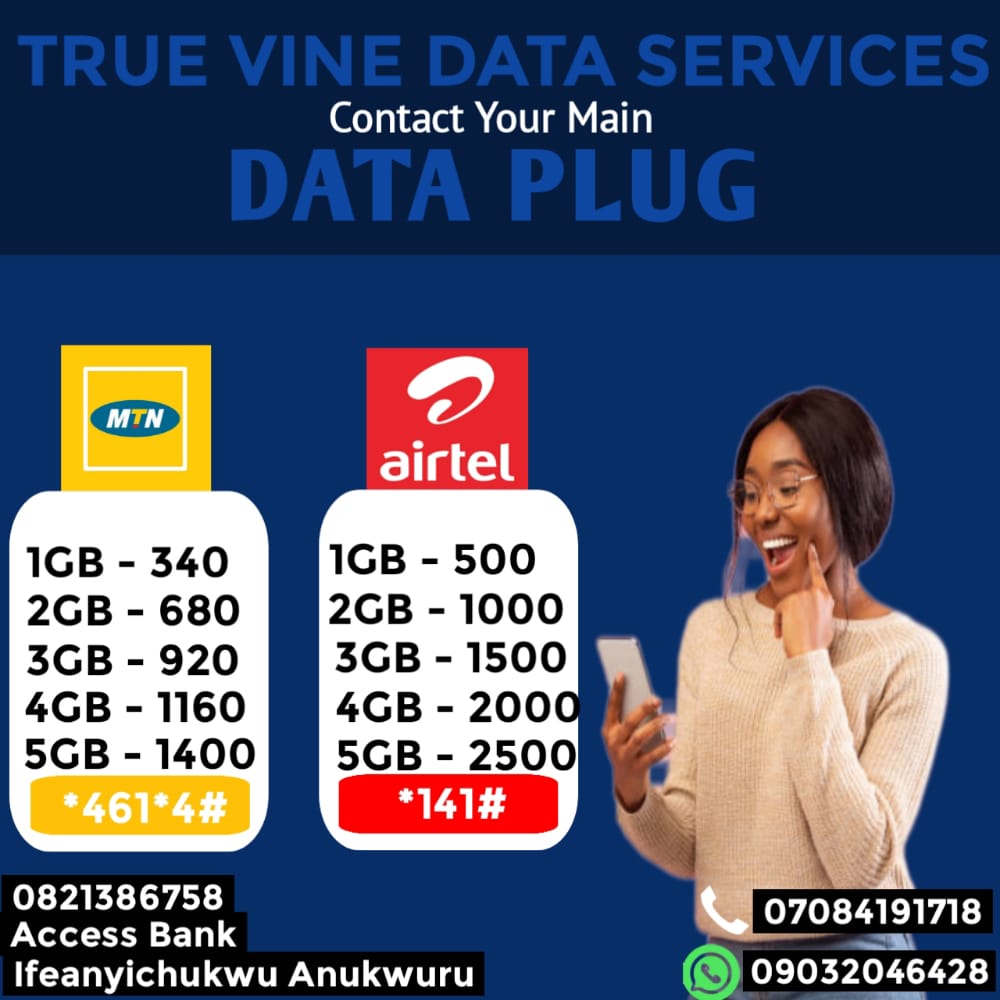 TRUE VINE DATA SERVICES
Contact Your Main
DATA PLUG
MTN
1GB - 340
2GB - 680
3GB - 920
4GB - 1160
5GB - 1400
*461*4#
airtel
1GB - 500
2GB - 1000
3GB - 1500
4GB - 2000
5GB - 2500
*141#
0821386758
Access Bank
Ifeanyichukwu Anukwuru
07084191718
09032046428